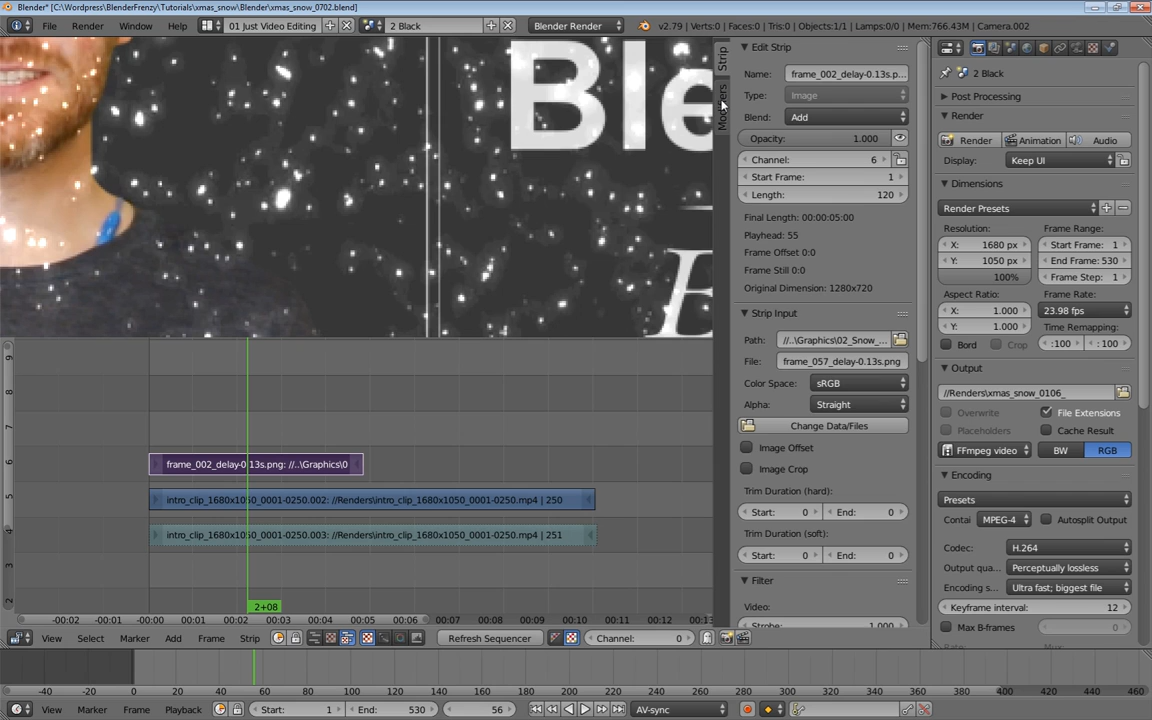 Blender* [C:\Wordpress\BlenderFrenzy\Tutorials\xmas_snow\Blender\xmas_snow_0702.blend]
File Render Window Help 01 Just Video Editing 2 Black Blender Render v2.79 | Verts:0 | Faces:0 | Tris:0 | Objects:1/1 | Lamps:0/0 | Mem:766.43M | Camera.002
Ble
E
Strip
Modifiers
Edit Strip
Name: frame_002_delay-0.13s.p...
Type: Image
Blend: Add
Opacity: 1.000
Channel: 6
Start Frame: 1
Length: 120
Final Length: 00:00:05:00
Playhead: 55
Frame Offset 0:0
Frame Still 0:0
Original Dimension: 1280x720
Strip Input
Path: //..\Graphics\02_Snow_...
File: frame_057_delay-0.13s.png
Color Space: sRGB
Alpha: Straight
Change Data/Files
Image Offset
Image Crop
Trim Duration (hard):
Start: 0 End: 0
Trim Duration (soft):
Start: 0 End: 0
Filter
Video:
Strobe: 1.000
2 Black
Post Processing
Render
Render Animation Audio
Display: Keep UI
Dimensions
Render Presets
Resolution: Frame Range:
X: 1680 px Start Frame: 1
Y: 1050 px End Frame: 530
100% Frame Step: 1
Aspect Ratio: Frame Rate:
X: 1.000 23.98 fps
Y: 1.000 Time Remapping:
Bord Crop :100 : 100
Output
//Renders\xmas_snow_0106_
Overwrite File Extensions
Placeholders Cache Result
FFmpeg video BW RGB
Encoding
Presets
Contai MPEG-4 Autosplit Output
Codec: H.264
Output qua... Perceptually lossless
Encoding s... Ultra fast; biggest file
Keyframe interval: 12
Max B-frames 0
9
8
7
6
5
4
3
2
frame_002_delay-0.13s.png: //..\Graphics\0
intro_clip_1680x1050_0001-0250.002: //Renders\intro_clip_1680x1050_0001-0250.mp4 | 250
intro_clip_1680x1050_0001-0250.003: //Renders\intro_clip_1680x1050_0001-0250.mp4 | 251
2+08
-00:02 -00:01 -00:00 00:01 00:02 00:03 00:04 00:05 00:06 00:07 00:08 00:09 00:10 00:11 00:12 00:13
View Select Marker Add Frame Strip Refresh Sequencer Channel: 0
-40 -20 0 20 40 60 80 100 120 140 160 180 200 220 240 260 280 300 320 340 360 380 400 420 440 460
View Marker Frame Playback Start: 1 End: 530 56 AV-sync